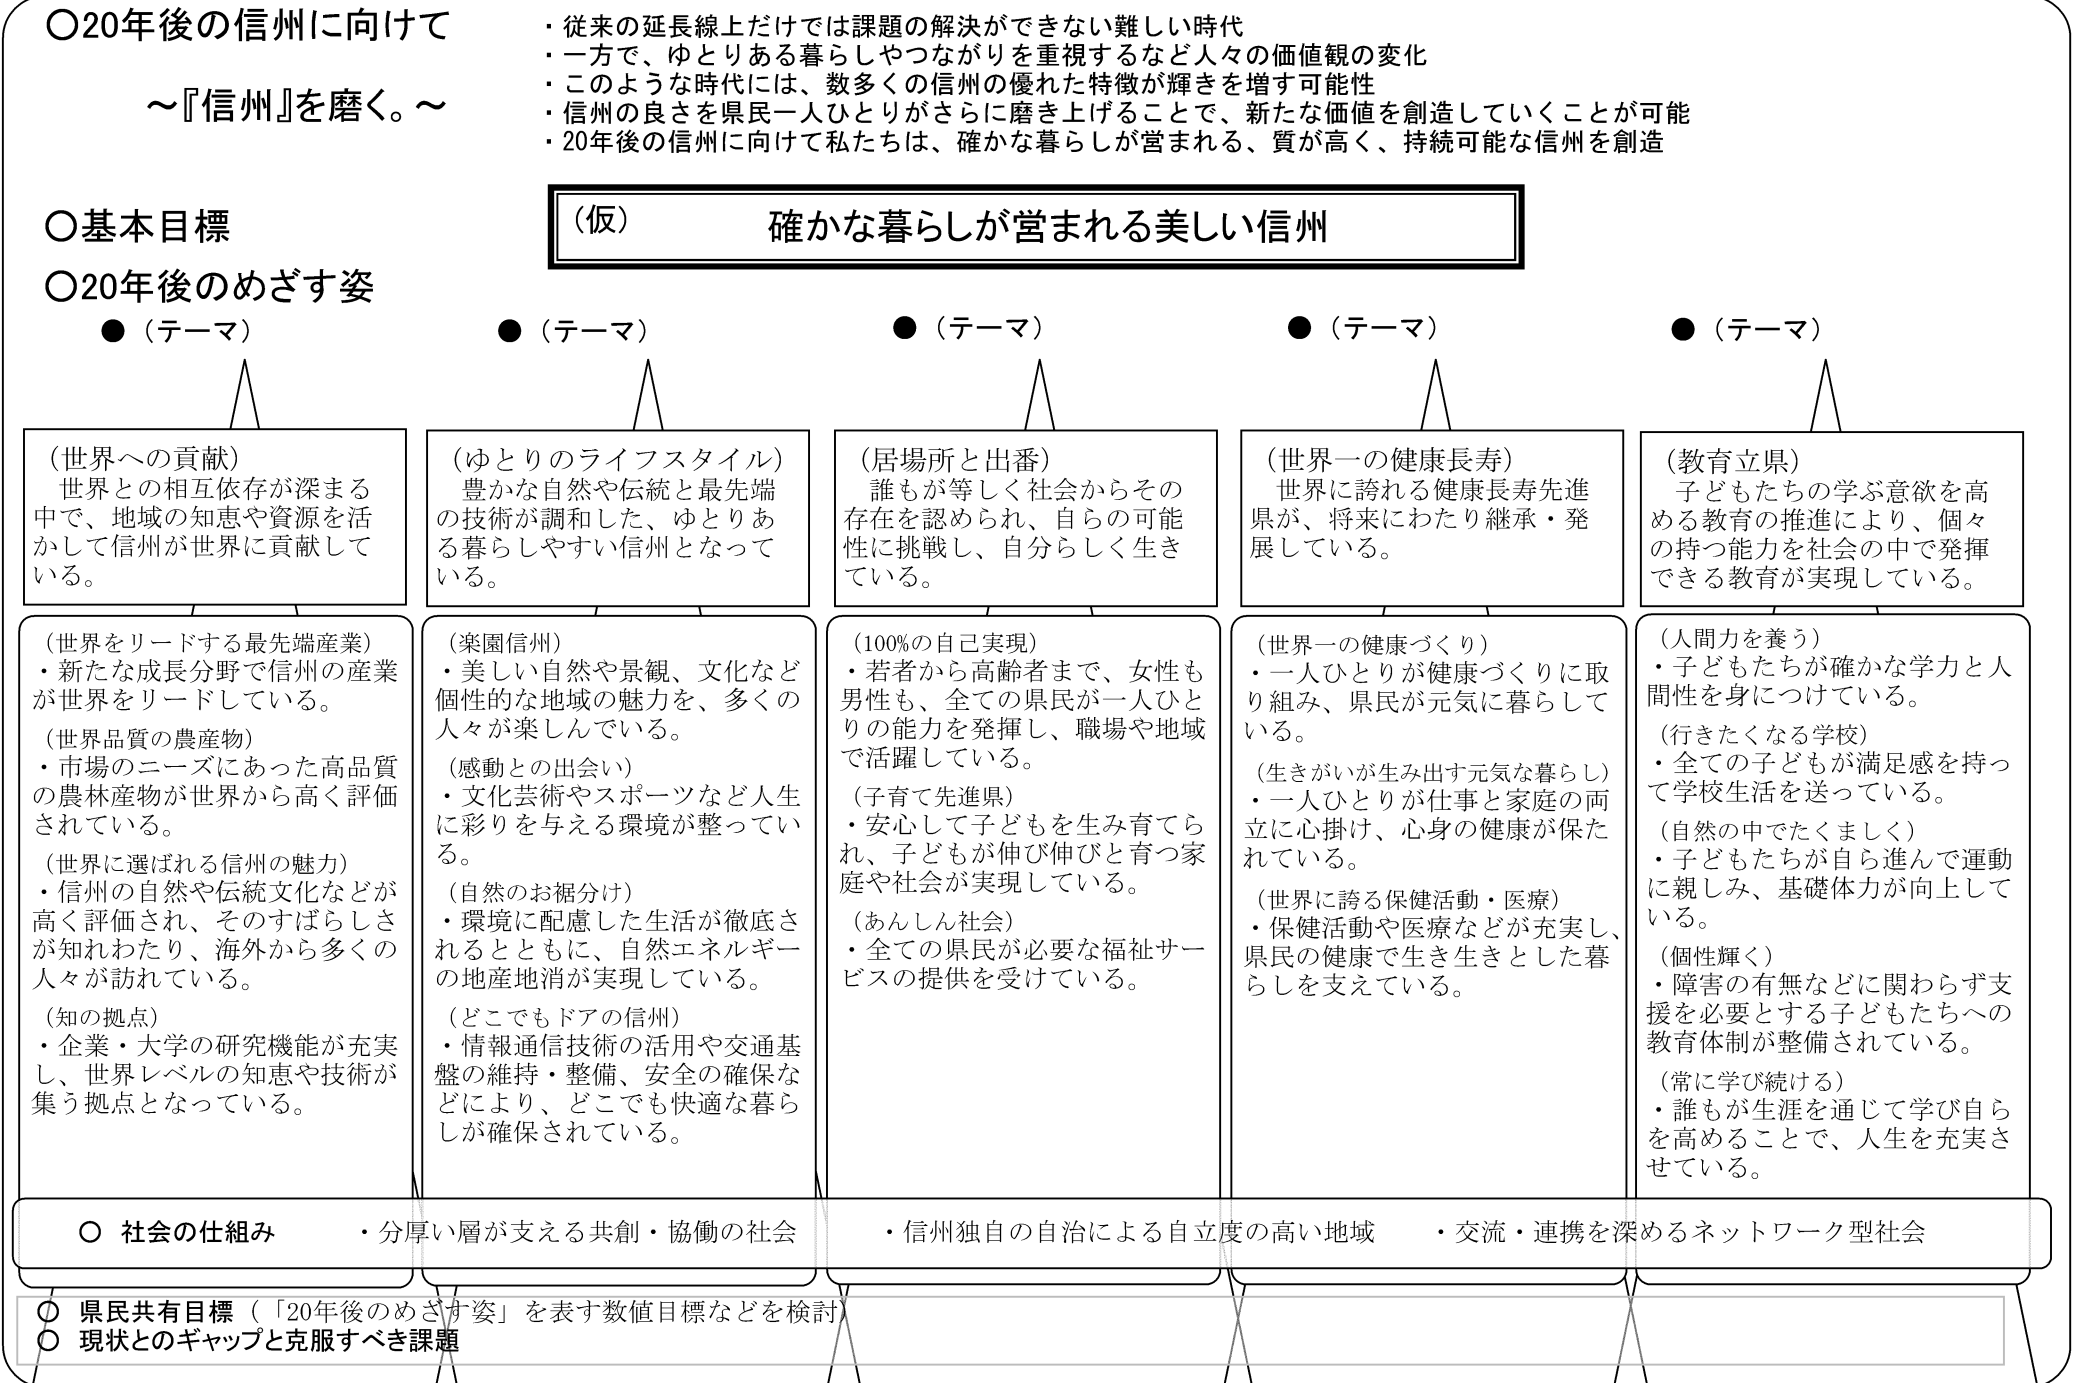 ○20年後の信州に向けて
～『信州』を磨く。～
・従来の延長線上だけでは課題の解決ができない難しい時代
・一方で、ゆとりある暮らしやつながりを重視するなど人々の価値観の変化
・このような時代には、数多くの信州の優れた特徴が輝きを増す可能性
・信州の良さを県民一人ひとりがさらに磨き上げることで、新たな価値を創造していくことが可能
・20年後の信州に向けて私たちは、確かな暮らしが営まれる、質が高く、持続可能な信州を創造
○基本目標
（仮）　確かな暮らしが営まれる美しい信州
○20年後のめざす姿
●（テーマ）
（世界への貢献）
世界との相互依存が深まる
中で、地域の知恵や資源を活
かして信州が世界に貢献して
いる。
（世界をリードする最先端産業）
・新たな成長分野で信州の産業
が世界をリードしている。
（世界品質の農産物）
・市場のニーズにあった高品質
の農林産物が世界から高く評価
されている。
（世界に選ばれる信州の魅力）
・信州の自然や伝統文化などが
高く評価され、そのすばらしさ
が知れわたり、海外から多くの
人々が訪れている。
（知の拠点）
・企業・大学の研究機能が充実
し、世界レベルの知恵や技術が
集う拠点となっている。
●（テーマ）
（ゆとりのライフスタイル）
豊かな自然や伝統と最先端
の技術が調和した、ゆとりあ
る暮らしやすい信州となって
いる。
（楽園信州）
・美しい自然や景観、文化など
個性的な地域の魅力を、多くの
人々が楽しんでいる。
（感動との出会い）
・文化芸術やスポーツなど人生
に彩りを与える環境が整ってい
る。
（自然のお裾分け）
・環境に配慮した生活が徹底さ
れるとともに、自然エネルギー
の地産地消が実現している。
（どこでもドアの信州）
・情報通信技術の活用や交通基
盤の維持・整備、安全の確保な
どにより、どこでも快適な暮ら
しが確保されている。
●（テーマ）
（居場所と出番）
誰もが等しく社会からその
存在を認められ、自らの可能
性に挑戦し、自分らしく生き
ている。
（100%の自己実現）
・若者から高齢者まで、女性も
男性も、全ての県民が一人ひと
りの能力を発揮し、職場や地域
で活躍している。
（子育て先進県）
・安心して子どもを生み育てら
れ、子どもが伸び伸びと育つ家
庭や社会が実現している。
（あんしん社会）
・全ての県民が必要な福祉サー
ビスの提供を受けている。
●（テーマ）
（世界一の健康長寿）
世界に誇れる健康長寿先進
県が、将来にわたり継承・発
展している。
（世界一の健康づくり）
・一人ひとりが健康づくりに取
り組み、県民が元気に暮らして
いる。
（生きがいが生み出す元気な暮らし）
・一人ひとりが仕事と家庭の両
立に心掛け、心身の健康が保た
れている。
（世界に誇る保健活動・医療）
・保健活動や医療などが充実し、
県民の健康で生き生きとした暮
らしを支えている。
●（テーマ）
（教育立県）
子どもたちの学ぶ意欲を高
める教育の推進により、個々
の持つ能力を社会の中で発揮
できる教育が実現している。
（人間力を養う）
・子どもたちが確かな学力と人
間性を身につけている。
（行きたくなる学校）
・全ての子どもが満足感を持っ
て学校生活を送っている。
（自然の中でたくましく）
・子どもたちが自ら進んで運動
に親しみ、基礎体力が向上して
いる。
（個性輝く）
・障害の有無などに関わらず支
援を必要とする子どもたちへの
教育体制が整備されている。
（常に学び続ける）
・誰もが生涯を通じて学び自ら
を高めることで、人生を充実さ
せている。
○ 社会の仕組み　・分厚い層が支える共創・協働の社会　・信州独自の自治による自立度の高い地域　・交流・連携を深めるネットワーク型社会
○ 県民共有目標（「20年後のめざす姿」を表す数値目標などを検討）
○ 現状とのギャップと克服すべき課題